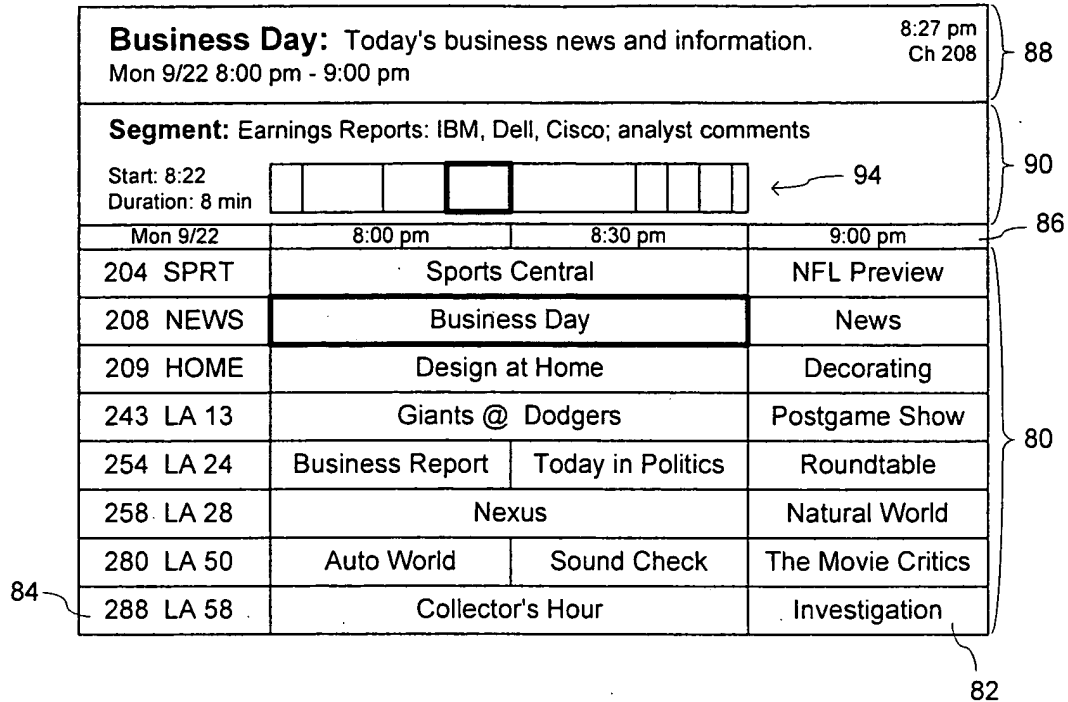 Business Day: Today's business news and information.
8:27 pm
Ch 208
Mon 9/22 8:00 pm - 9:00 pm
88
Segment: Earnings Reports: IBM, Dell, Cisco; analyst comments
Start: 8:22
Duration: 8 min
94
90
Mon 9/22 8:00 pm 8:30 pm 9:00 pm
86
204 SPRT Sports Central NFL Preview
208 NEWS Business Day News
209 HOME Design at Home Decorating
243 LA 13 Giants @ Dodgers Postgame Show
80
254 LA 24 Business Report Today in Politics Roundtable
258 LA 28 Nexus Natural World
280 LA 50 Auto World Sound Check The Movie Critics
84
288 LA 58 Collector's Hour Investigation
82